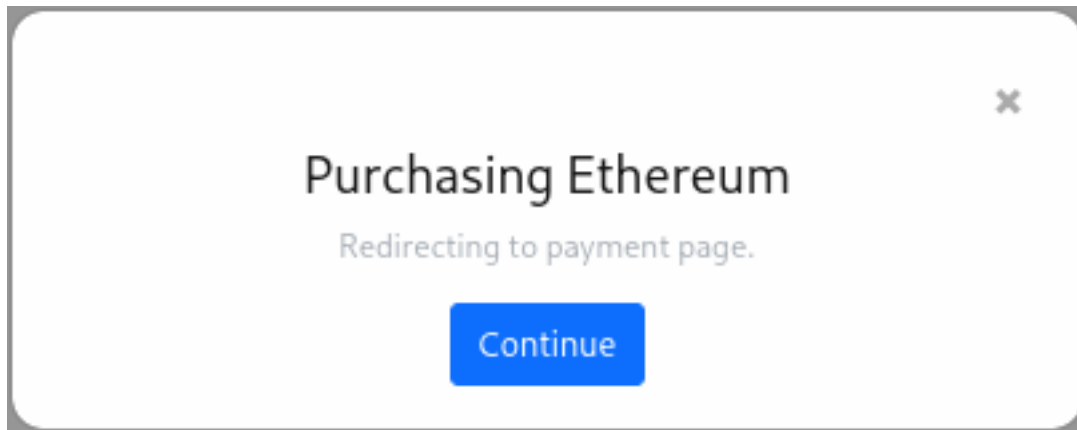 Purchasing Ethereum
Redirecting to payment page.
Continue